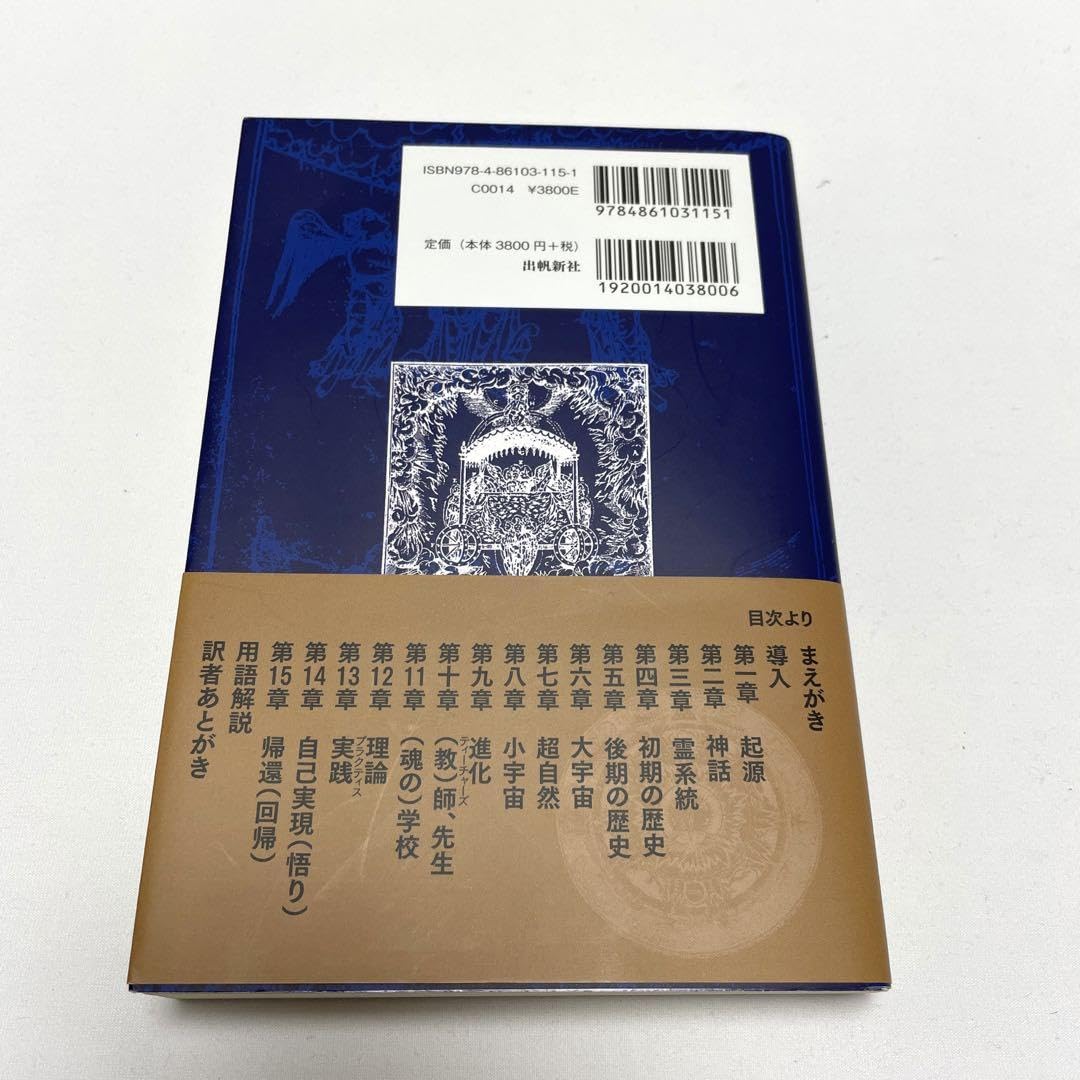 ISBN978-4-86103-115-1
C0014 ¥3800E
9784861031151
定価（本体3800円＋税）
出帆新社
1920014038006
目次より
まえがき
導入
第一章 起源
第二章 神話
第三章 霊系統
第四章 初期の歴史
第五章 後期の歴史
第六章 大宇宙
第七章 超自然
第八章 小宇宙
第九章 進化
第十章 （教）師、先生
ティーチャーズ
第11章 （魂の）学校
第12章 理論
第13章 実践
プラクティス
第14章 自己実現（悟り）
第15章 帰還（回帰）
用語解説
訳者あとがき